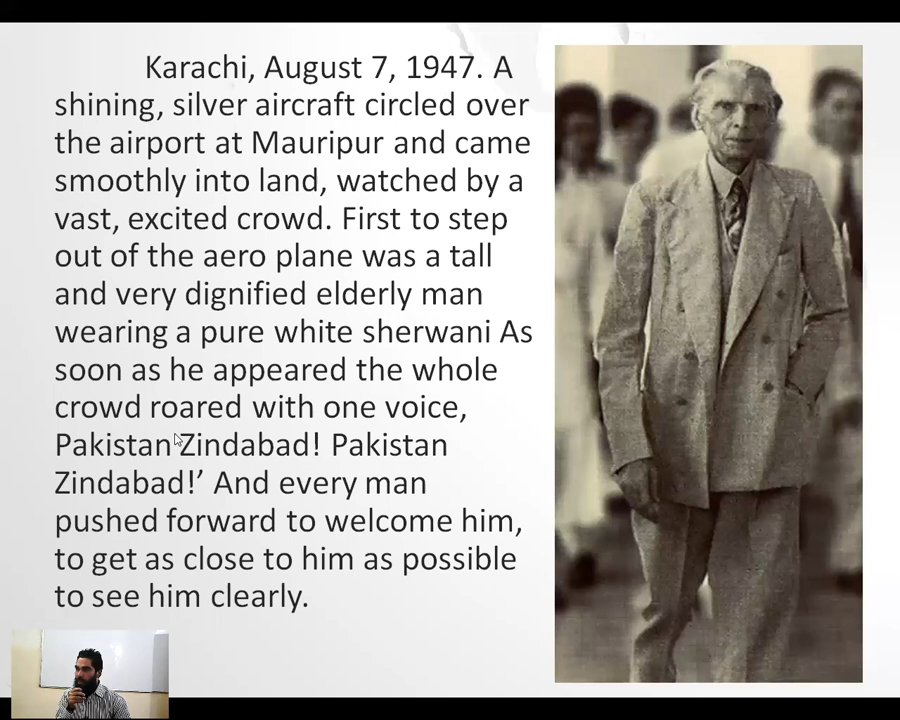 Karachi, August 7, 1947. A
shining, silver aircraft circled over
the airport at Mauripur and came
smoothly into land, watched by a
vast, excited crowd. First to step
out of the aero plane was a tall
and very dignified elderly man
wearing a pure white sherwani As
soon as he appeared the whole
crowd roared with one voice,
Pakistan Zindabad! Pakistan
Zindabad!’ And every man
pushed forward to welcome him,
to get as close to him as possible
to see him clearly.